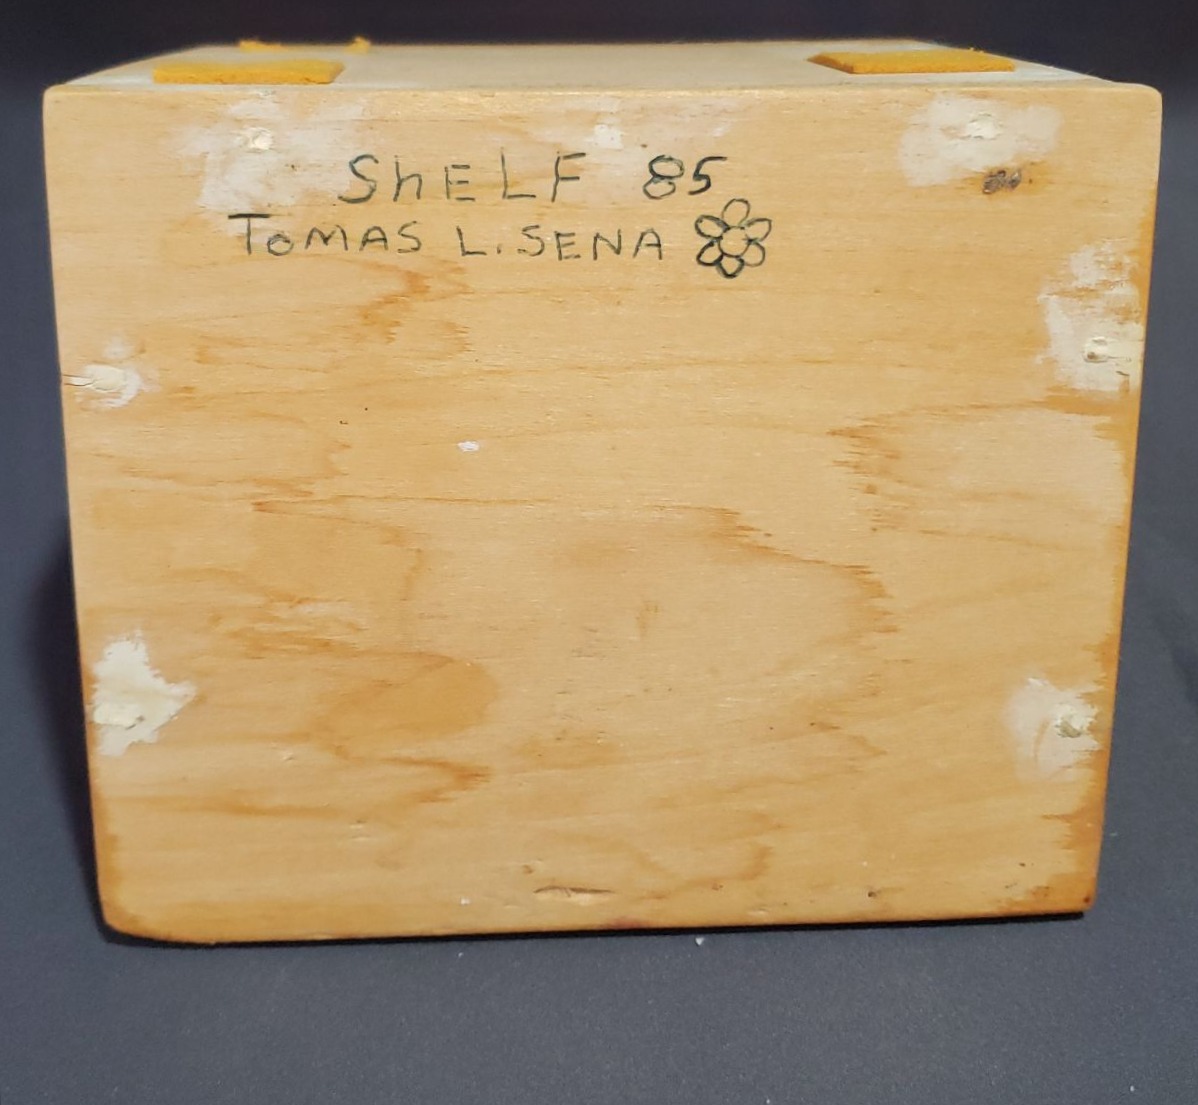 ShELF 85
ToMAS L. SENA